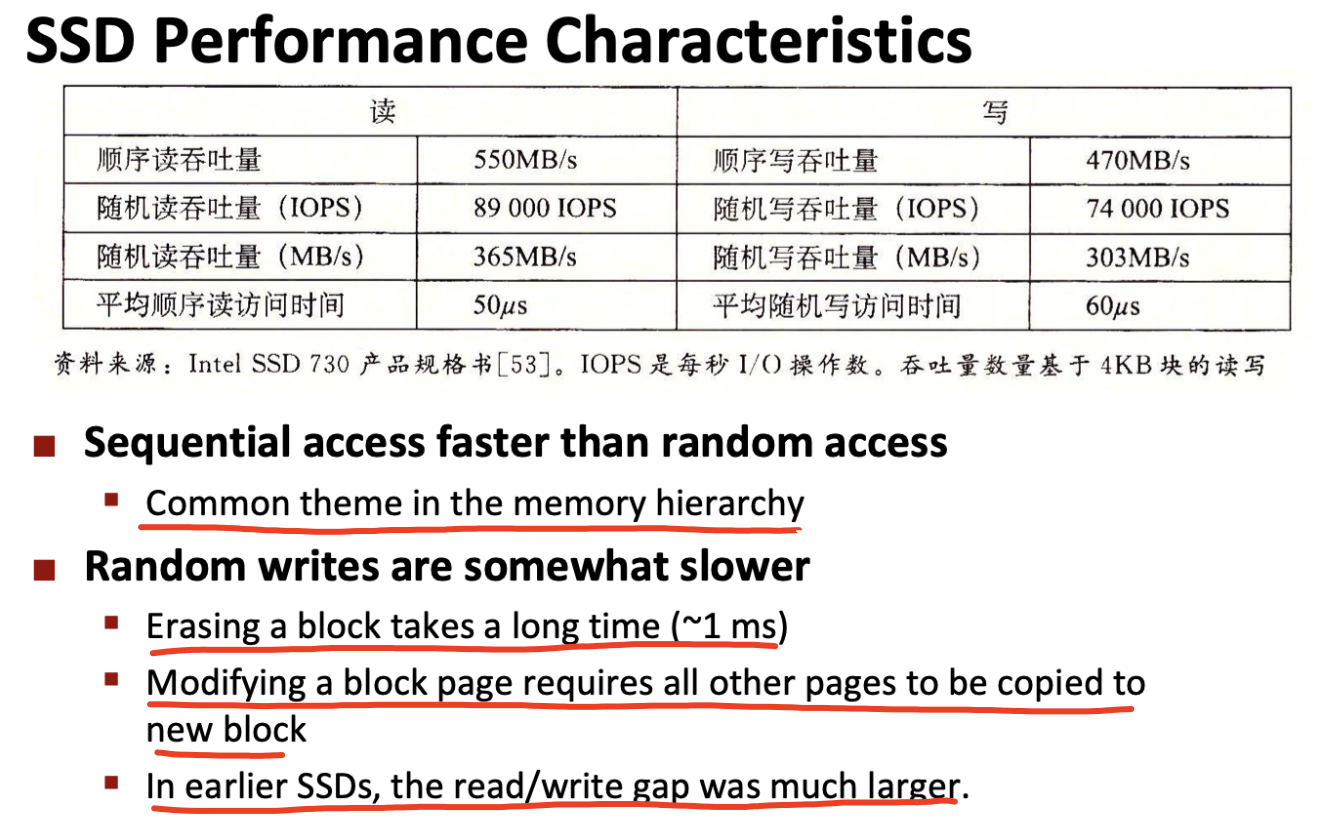 SSD Performance Characteristics
读 写
顺序读吞吐量 550MB/s 顺序写吞吐量 470MB/s
随机读吞吐量（IOPS） 89 000 IOPS 随机写吞吐量（IOPS） 74 000 IOPS
随机读吞吐量（MB/s） 365MB/s 随机写吞吐量（MB/s） 303MB/s
平均顺序读访问时间 50μs 平均随机写访问时间 60μs
资料来源：Intel SSD 730 产品规格书[53]。IOPS 是每秒 I/O 操作数。吞吐量数量基于 4KB 块的读写
Sequential access faster than random access
Common theme in the memory hierarchy
Random writes are somewhat slower
Erasing a block takes a long time (~1 ms)
Modifying a block page requires all other pages to be copied to
new block
In earlier SSDs, the read/write gap was much larger.